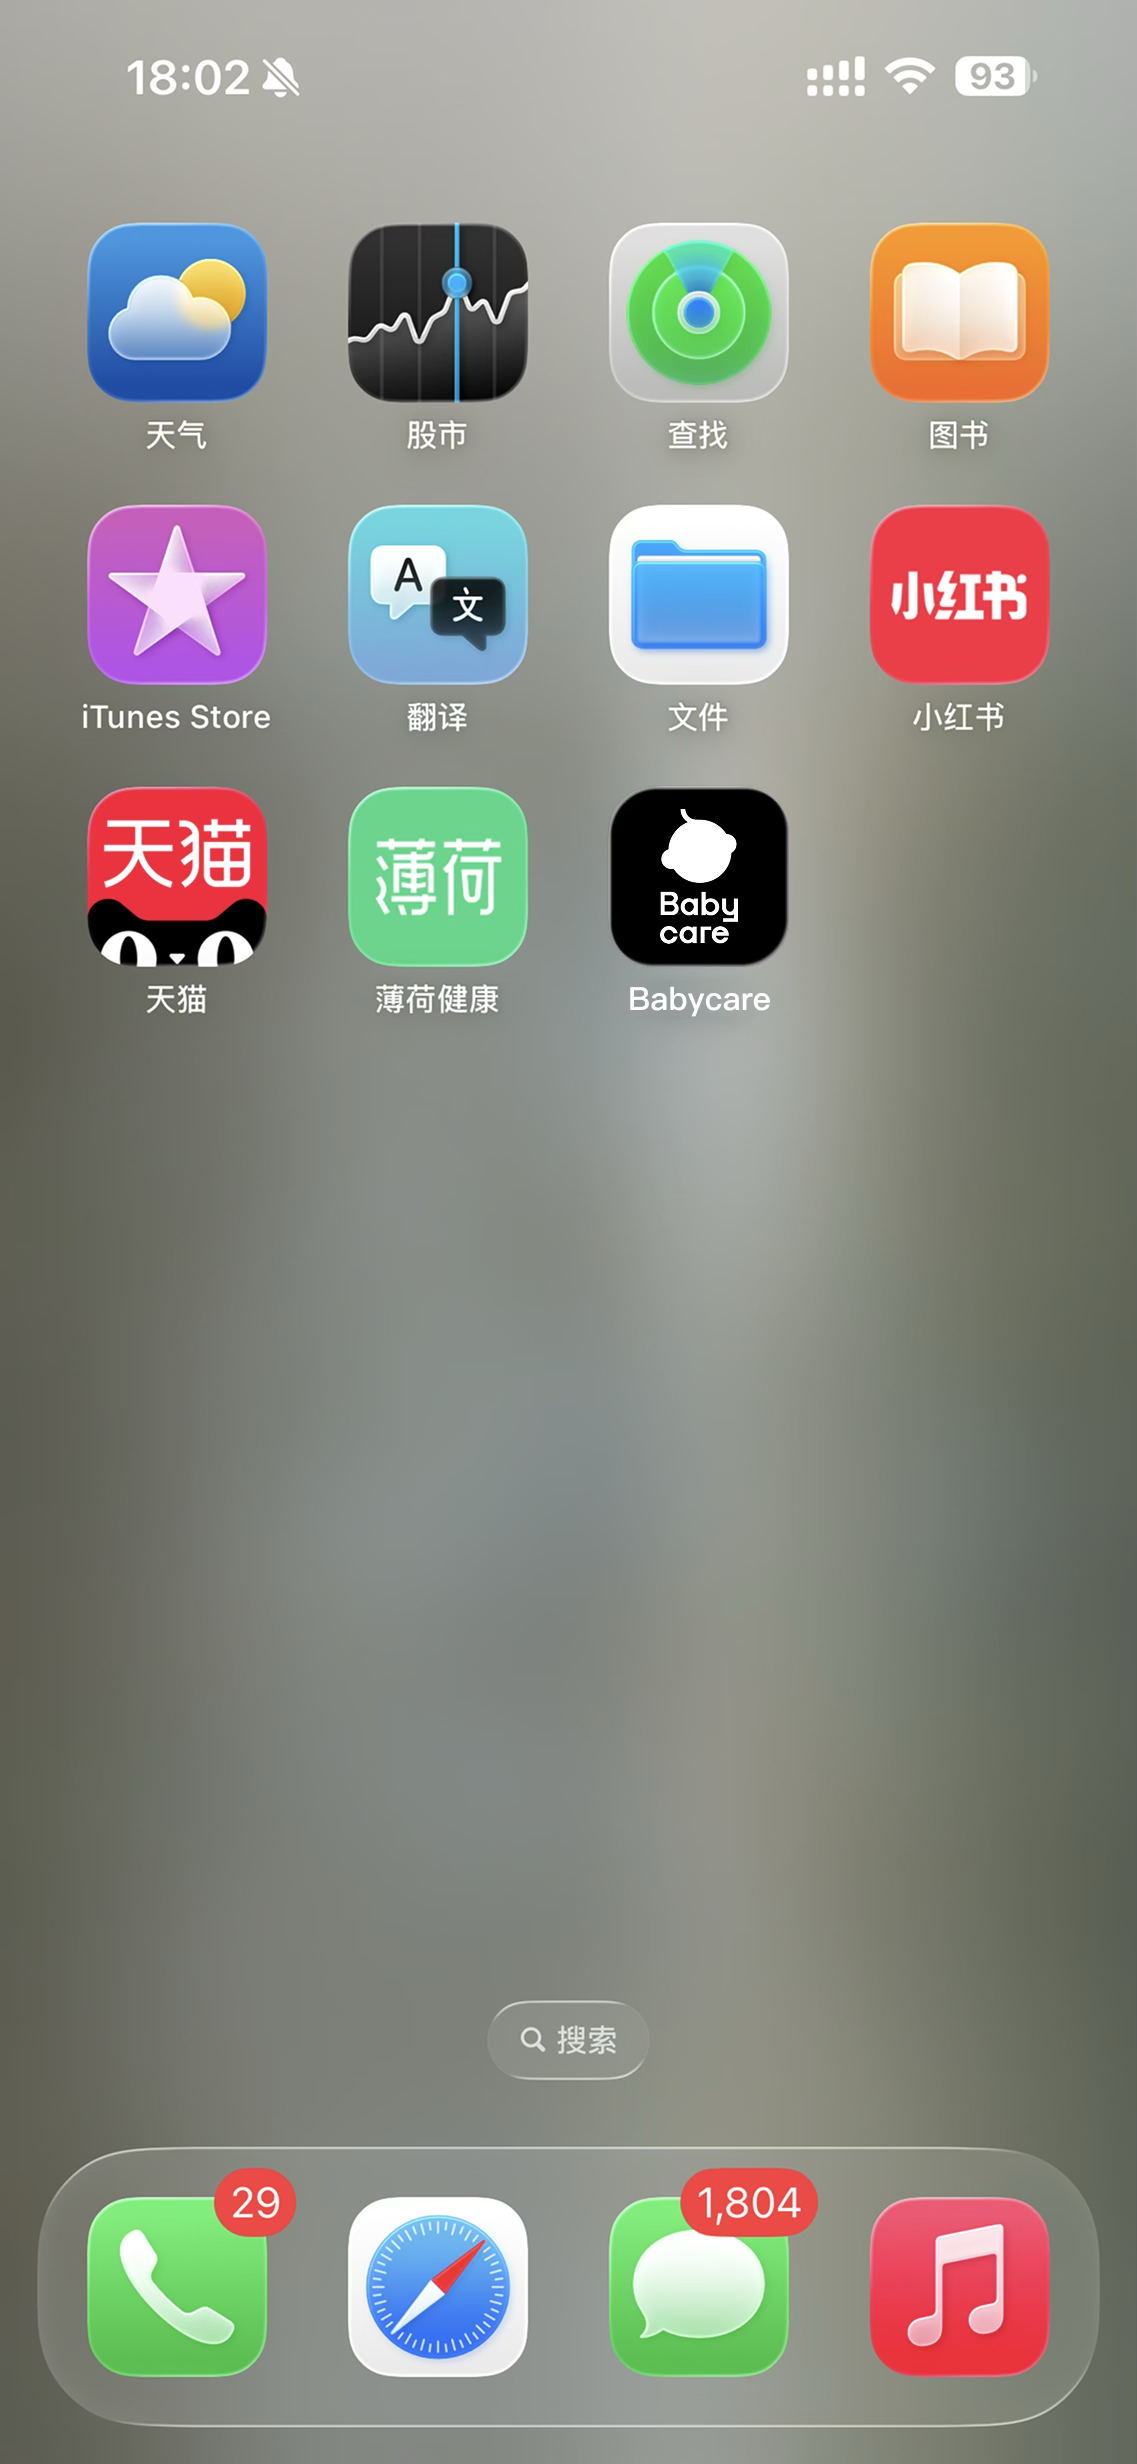 18:02
93
天气
股市
查找
图书
A
文
小红书
iTunes Store
翻译
文件
小红书
天猫
薄荷
Baby
care
天猫
薄荷健康
Babycare
搜索
29
1,804